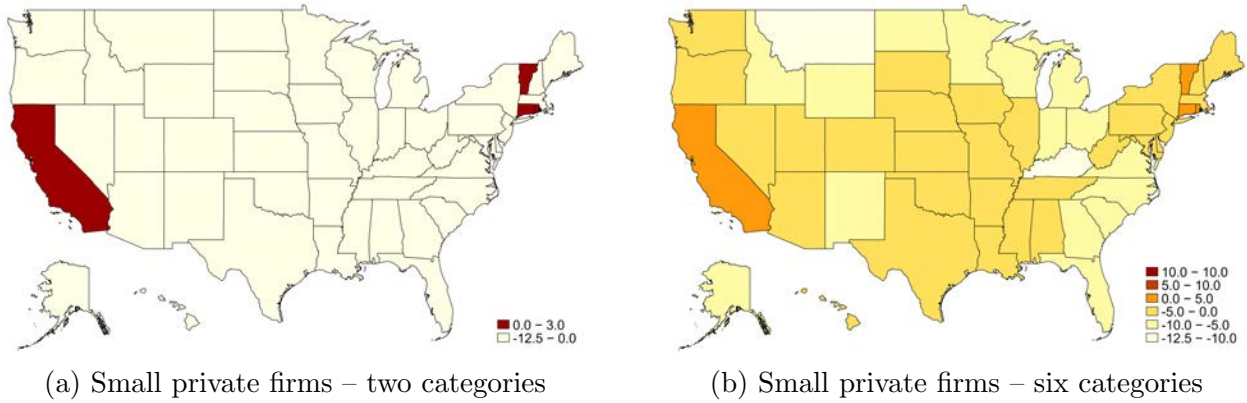 0.0 − 3.0
-12.5 − 0.0
10.0 − 10.0
5.0 − 10.0
0.0 − 5.0
-5.0 − 0.0
-10.0 − -5.0
-12.5 − -10.0
(a) Small private firms – two categories
(b) Small private firms – six categories